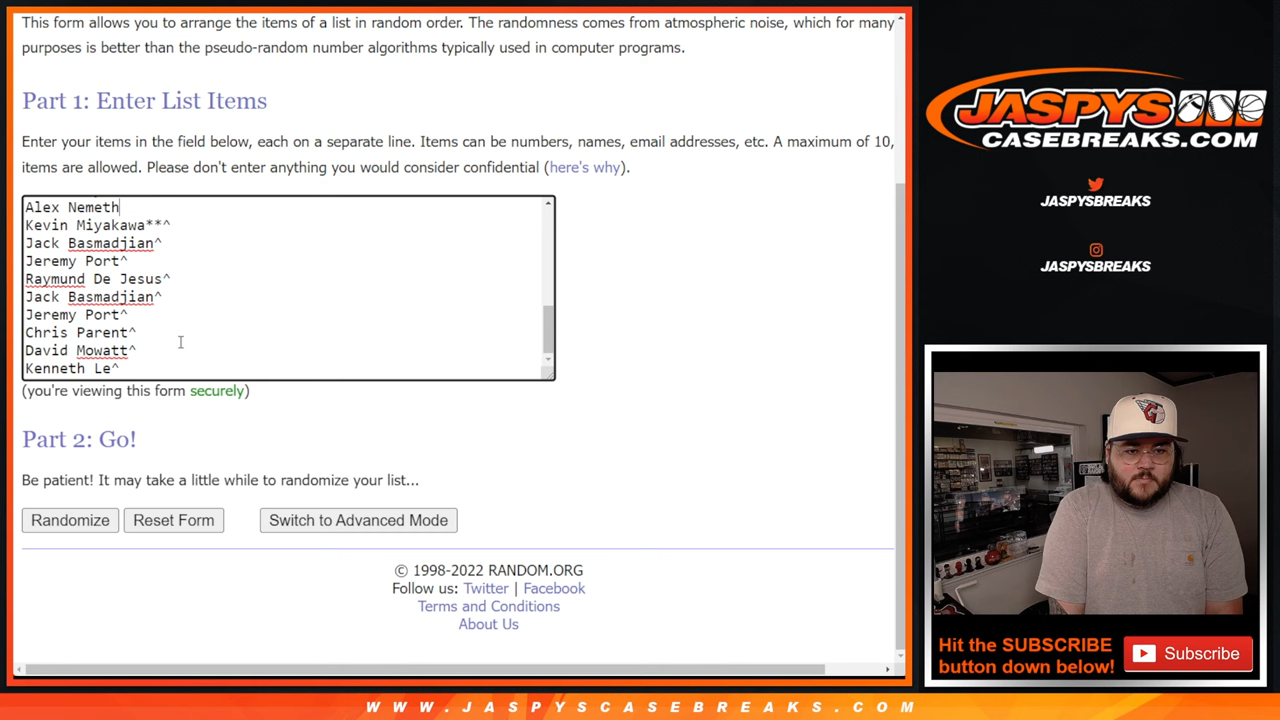 This form allows you to arrange the items of a list in random order. The randomness comes from atmospheric noise, which for many
purposes is better than the pseudo-random number algorithms typically used in computer programs.
Part 1: Enter List Items
Enter your items in the field below, each on a separate line. Items can be numbers, names, email addresses, etc. A maximum of 10,
items are allowed. Please don't enter anything you would consider confidential (here's why).
Alex Nemeth
Kevin Miyakawa**^
Jack Basmadjian^
Jeremy Port^
Raymund De Jesus^
Jack Basmadjian^
Jeremy Port^
Chris Parent^
David Mowatt^
Kenneth Le^
(you're viewing this form securely)
Part 2: Go!
Be patient! It may take a little while to randomize your list...
Randomize Reset Form Switch to Advanced Mode
© 1998-2022 RANDOM.ORG
Follow us: Twitter | Facebook
Terms and Conditions
About Us
JASPYS
CASEBREAKS.COM
JASPYSBREAKS
JASPYSBREAKS
Hit the SUBSCRIBE
button down below!
Subscribe
WWW.JASPYSCASEBREAKS.COM